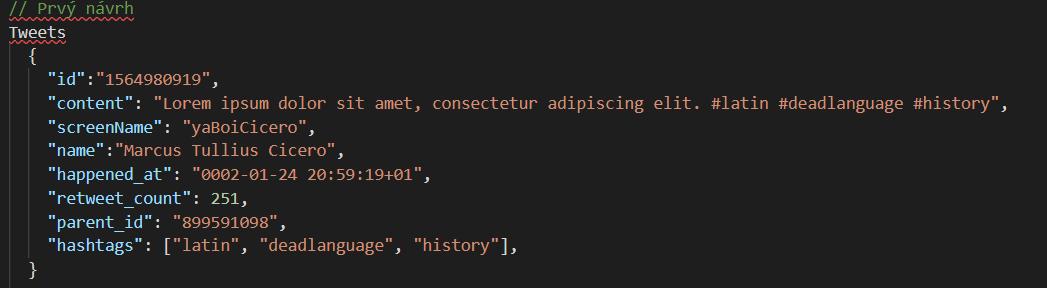 // Prvý návrh
Tweets
{
"id":"1564980919",
"content": "Lorem ipsum dolor sit amet, consectetur adipiscing elit. #latin #deadlanguage #history",
"screenName": "yaBoiCicero",
"name":"Marcus Tullius Cicero",
"happened_at": "0002-01-24 20:59:19+01",
"retweet_count": 251,
"parent_id": "899591098",
"hashtags": ["latin", "deadlanguage", "history"],
}